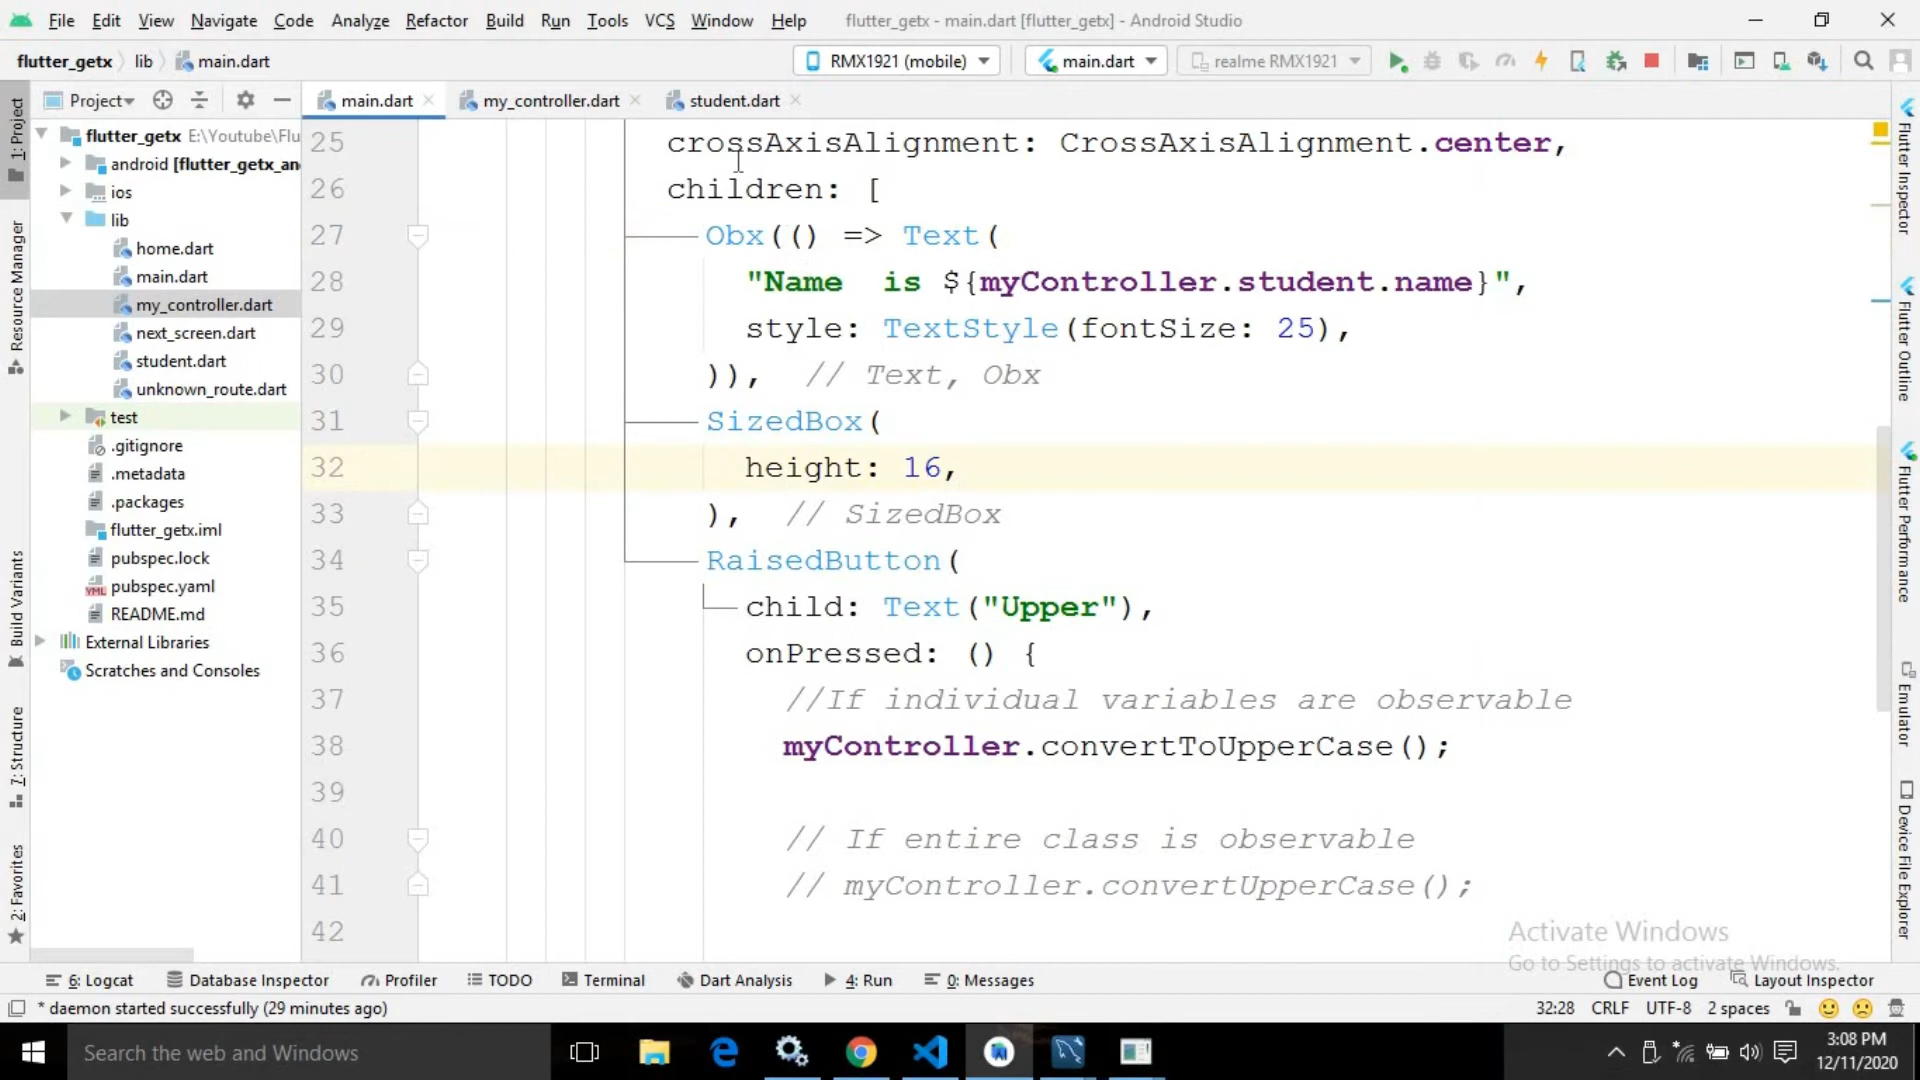 File Edit View Navigate Code Analyze Refactor Build Run Tools VCS Window Help flutter_getx - main.dart [flutter_getx] - Android Studio
flutter_getx lib main.dart RMX1921 (mobile) main.dart realme RMX1921
1: Project
Resource Manager
Build Variants
7: Structure
2: Favorites
Project
flutter_getx E:\Youtube\Flu
android [flutter_getx_an
ios
lib
home.dart
main.dart
my_controller.dart
next_screen.dart
student.dart
unknown_route.dart
test
.gitignore
.metadata
.packages
flutter_getx.iml
pubspec.lock
pubspec.yaml
README.md
External Libraries
Scratches and Consoles
main.dart my_controller.dart student.dart
25 crossAxisAlignment: CrossAxisAlignment.center,
26 children: [
27 Obx(() => Text(
28 "Name  is ${myController.student.name}",
29 style: TextStyle(fontSize: 25),
30 )), // Text, Obx
31 SizedBox(
32 height: 16,
33 ), // SizedBox
34 RaisedButton(
35 child: Text("Upper"),
36 onPressed: () {
37 //If individual variables are observable
38 myController.convertToUpperCase();
39
40 // If entire class is observable
41 // myController.convertUpperCase();
42
Flutter Inspector
Flutter Outline
Flutter Performance
Emulator
Device File Explorer
Activate Windows
Go to Settings to activate Windows.
6: Logcat Database Inspector Profiler TODO Terminal Dart Analysis 4: Run 0: Messages Event Log Layout Inspector
* daemon started successfully (29 minutes ago) 32:28 CRLF UTF-8 2 spaces
Search the web and Windows
3:08 PM
12/11/2020